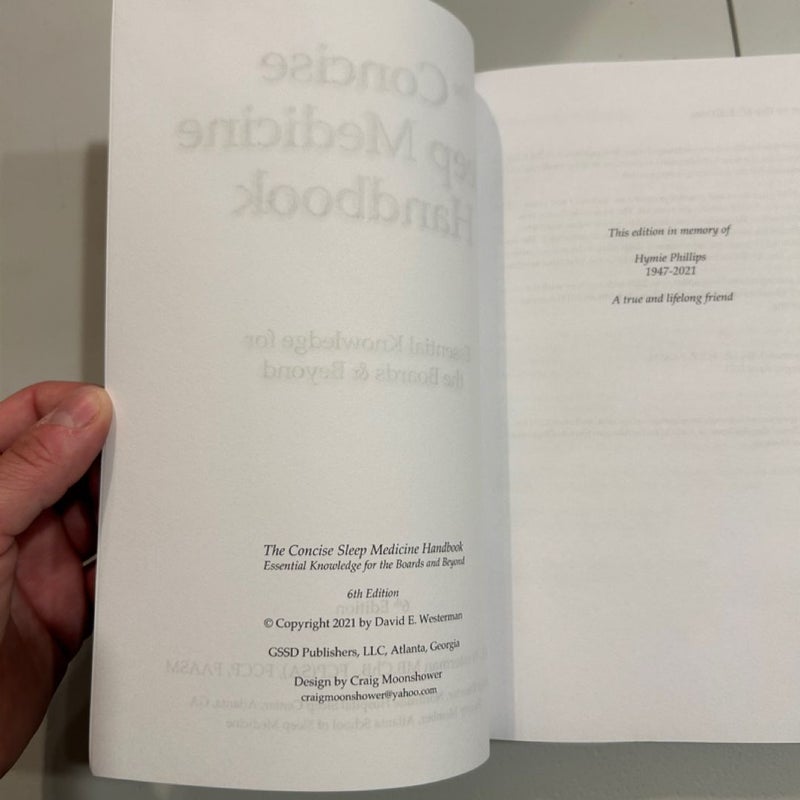 The Concise Sleep Medicine Handbook
Essential Knowledge for the Boards and Beyond
6th Edition
© Copyright 2021 by David E. Westerman
GSSD Publishers, LLC, Atlanta, Georgia
Design by Craig Moonshower
craigmoonshower@yahoo.com
This edition in memory of
Hymie Phillips
1947-2021
A true and lifelong friend